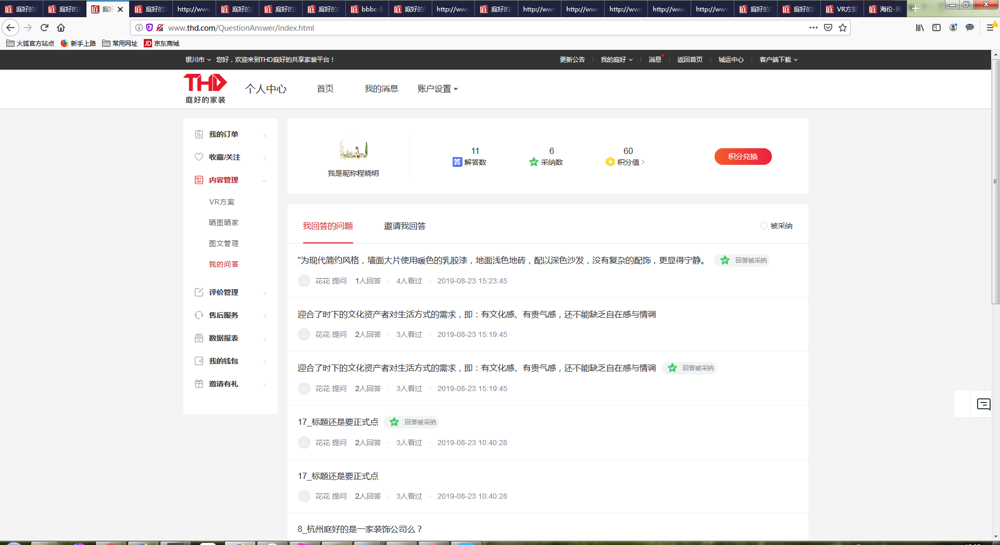 庭好的
庭好的
庭好
庭好的
http://www
庭好的
庭好的
庭好的
bbbc-
庭好的
http://www
庭好的
http://www
http://www
http://www
http://www
http://www
庭好的
庭好的
VR方案
海伦-海
www.thd.com/QuestionAnswer/index.html
火狐官方站点 新手上路 常用网址 JD 京东商城
银川市 您好，欢迎来到THD庭好的共享家装平台！ 更新公告 我的庭好 消息 返回首页 城运中心 客户端下载
THD
庭好的家装
个人中心 首页 我的消息 账户设置
我的订单
收藏/关注
内容管理
VR方案
晒图晒家
图文管理
我的问答
评价管理
售后服务
数据报表
我的钱包
邀请有礼
我是昵称程晓明
11
答 解答数
6
采纳数
60
积分值
积分兑换
我回答的问题 邀请我回答 被采纳
"为现代简约风格，墙面大片使用暖色的乳胶漆，地面浅色地砖，配以深色沙发，没有复杂的配饰，更显得宁静。 回答被采纳
花花 提问 1人回答 · 4人看过 · 2019-08-23 15:23:45
迎合了时下的文化资产者对生活方式的需求，即：有文化感、有贵气感，还不能缺乏自在感与情调
花花 提问 2人回答 · 3人看过 · 2019-08-23 15:19:45
迎合了时下的文化资产者对生活方式的需求，即：有文化感、有贵气感，还不能缺乏自在感与情调 回答被采纳
花花 提问 2人回答 · 3人看过 · 2019-08-23 15:19:45
17_标题还是要正式点 回答被采纳
花花 提问 2人回答 · 3人看过 · 2019-08-23 10:40:28
17_标题还是要正式点
花花 提问 2人回答 · 3人看过 · 2019-08-23 10:40:28
8_杭州庭好的是一家装饰公司么？